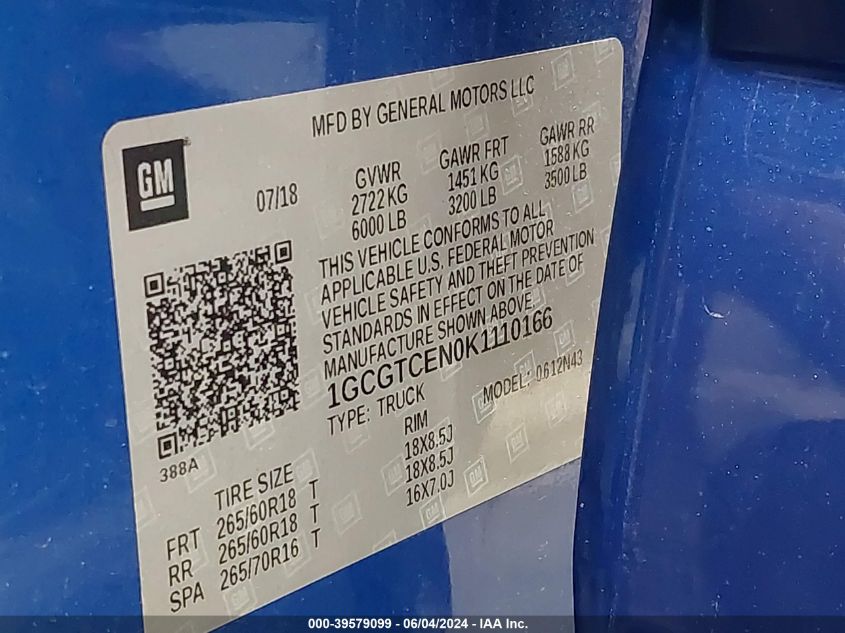 MFD BY GENERAL MOTORS LLC
GM
07/18
GVWR GAWR FRT GAWR RR
2722 KG 1451 KG 1588 KG
6000 LB 3200 LB 3500 LB
THIS VEHICLE CONFORMS TO ALL
APPLICABLE U.S. FEDERAL MOTOR
VEHICLE SAFETY AND THEFT PREVENTION
STANDARDS IN EFFECT ON THE DATE OF
MANUFACTURE SHOWN ABOVE.
1GCGTCEN0K1110166
TYPE: TRUCK MODEL: 0612N43
388A
TIRE SIZE RIM
FRT 265/60R18 T 18X8.5J
RR 265/60R18 T 18X8.5J
SPA 265/70R16 T 16X7.0J
000-39579099 - 06/04/2024 - IAA Inc.